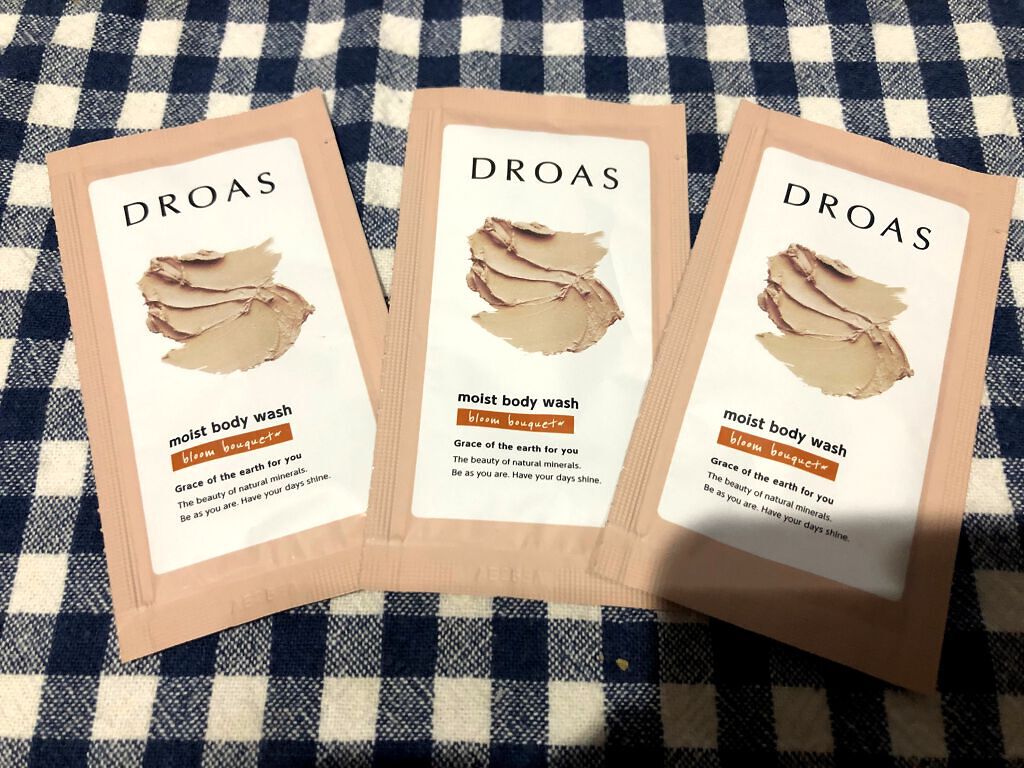 DROAS
moist body wash
bloom bouquet
Grace of the earth for you
The beauty of natural minerals.
Be as you are. Have your days shine.
DROAS
moist body wash
bloom bouquet
Grace of the earth for you
The beauty of natural minerals.
Be as you are. Have your days shine.
DROAS
moist body wash
bloom bouquet
Grace of the earth for you
The beauty of natural minerals.
Be as you are. Have your days shine.